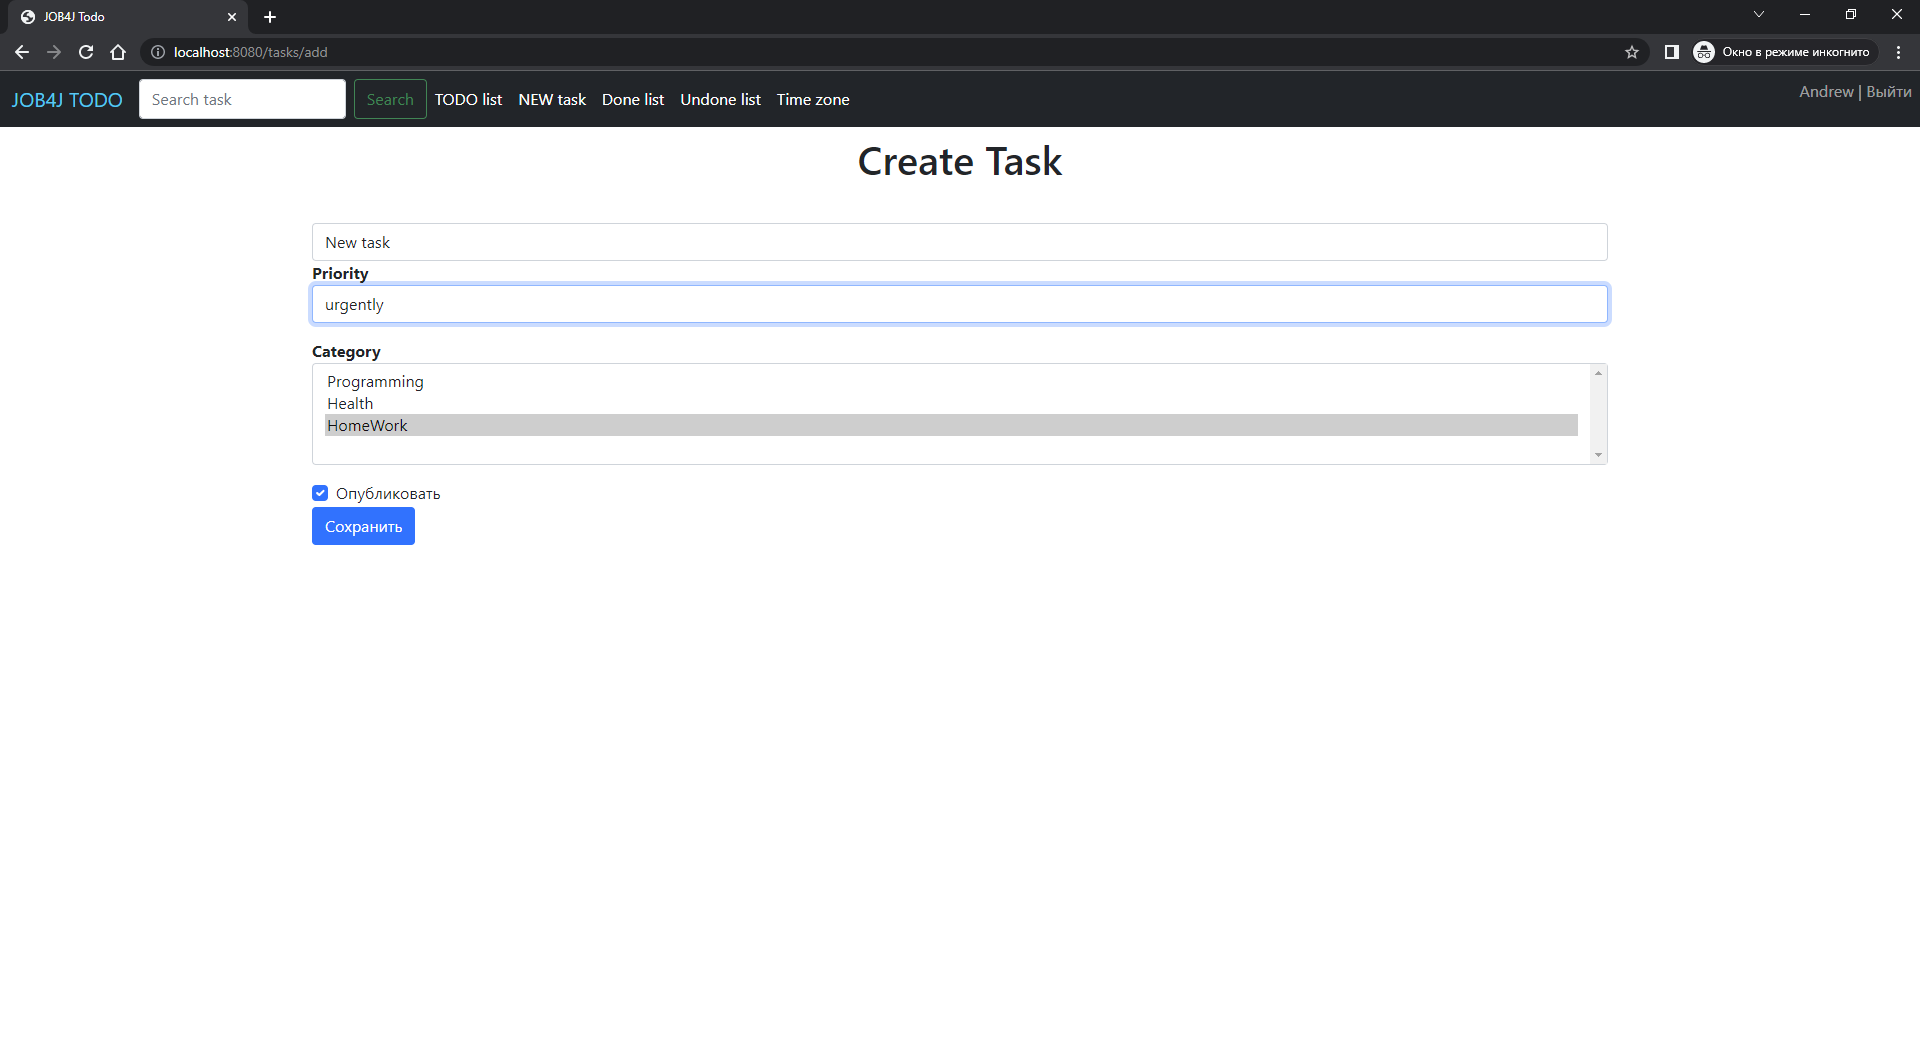 JOB4J Todo
localhost:8080/tasks/add
Окно в режиме инкогнито
JOB4J TODO Search task Search TODO list NEW task Done list Undone list Time zone Andrew | Выйти
Create Task
New task
Priority
urgently
Category
Programming
Health
HomeWork
Опубликовать
Сохранить